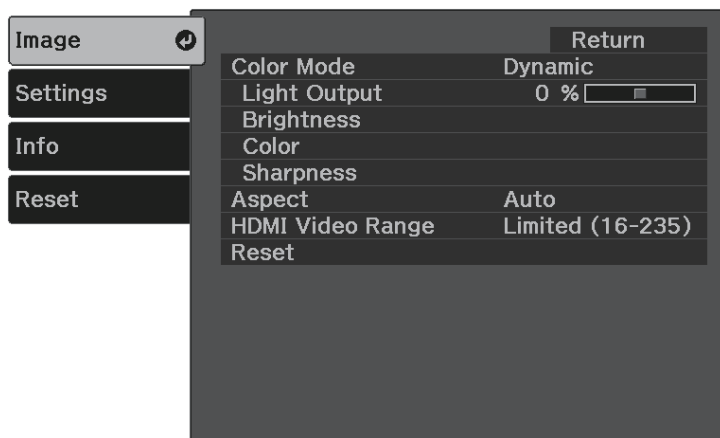 Image
Settings
Info
Reset
Return
Color Mode Dynamic
Light Output 0 %
Brightness
Color
Sharpness
Aspect Auto
HDMI Video Range Limited (16-235)
Reset